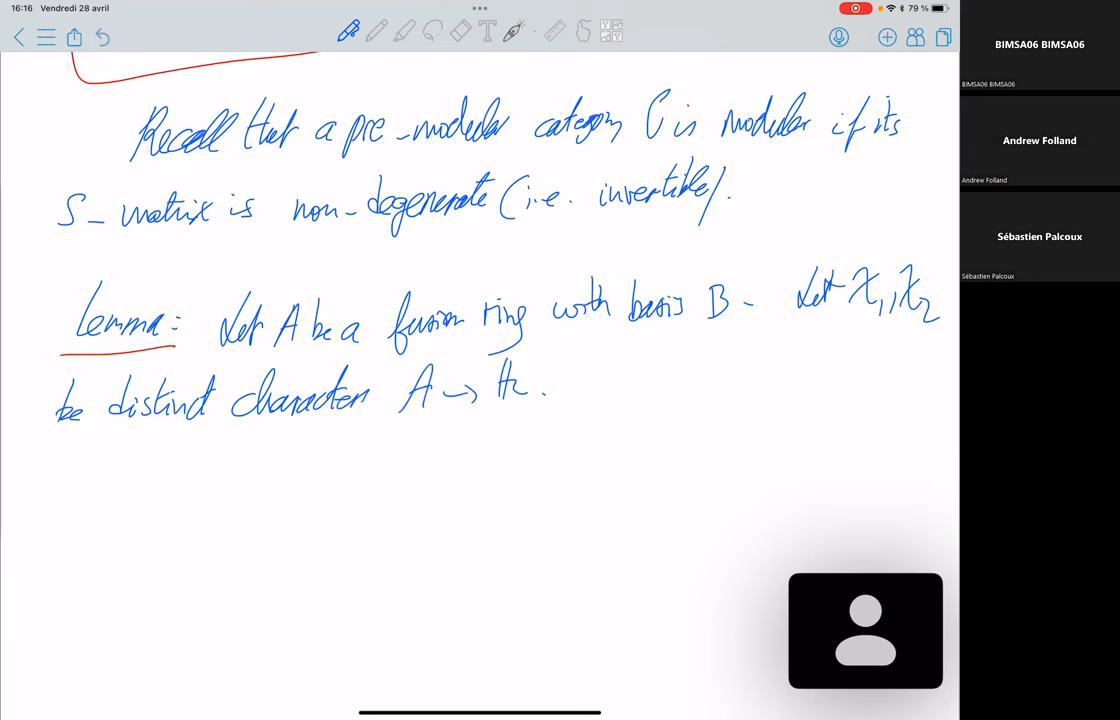 16:16 Vendredi 28 avril
79 %
Recall that a pre-modular category C is modular if its
S-matrix is non-degenerate (i.e. invertible).
Lemma: Let A be a fusion ring with basis B. Let χ₁, χ₂
be distinct characters A → 𝕜.
BIMSA06 BIMSA06
BIMSA06 BIMSA06
Andrew Folland
Andrew Folland
Sébastien Palcoux
Sébastien Palcoux